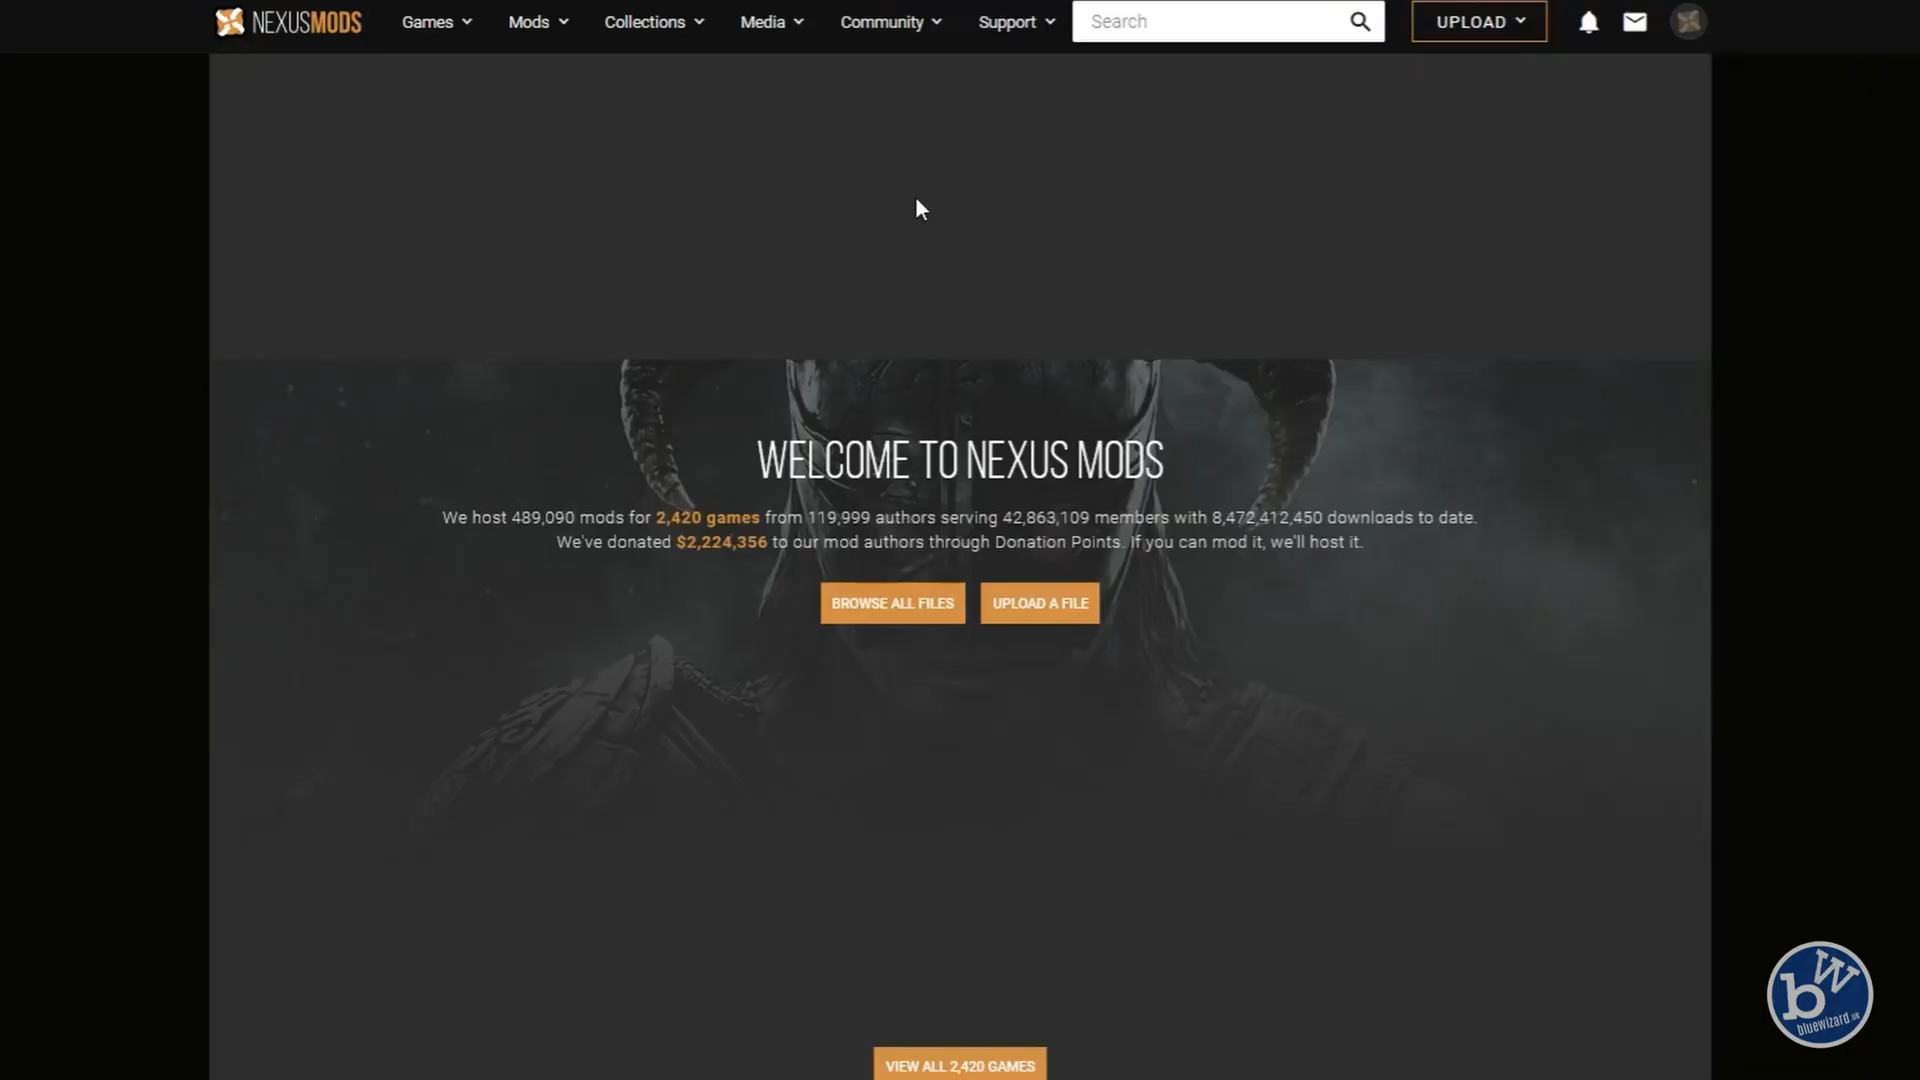 NEXUSMODS Games Mods Collections Media Community Support Search UPLOAD
WELCOME TO NEXUS MODS
We host 489,090 mods for 2,420 games from 119,999 authors serving 42,863,109 members with 8,472,412,450 downloads to date.
We've donated $2,224,356 to our mod authors through Donation Points. If you can mod it, we'll host it.
BROWSE ALL FILES UPLOAD A FILE
bW
bluewizard.uk
VIEW ALL 2,420 GAMES